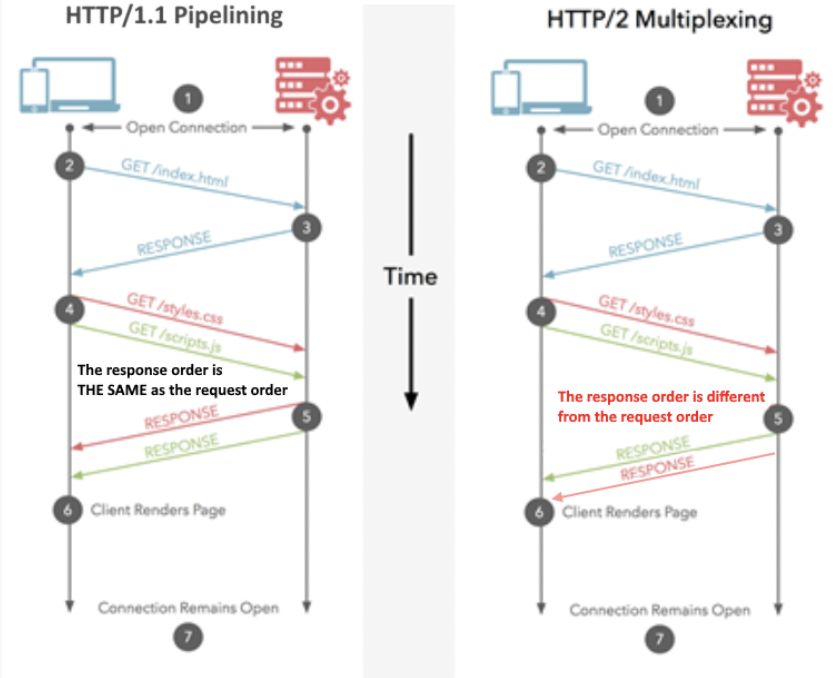 HTTP/1.1 Pipelining
1
Open Connection
2
GET /index.html
3
RESPONSE
4
GET /styles.css
GET /scripts.js
The response order is
THE SAME as the request order
RESPONSE
5
RESPONSE
6
Client Renders Page
Connection Remains Open
7
Time
HTTP/2 Multiplexing
1
Open Connection
2
GET /index.html
3
RESPONSE
4
GET /styles.css
GET /scripts.js
The response order is different
from the request order
5
RESPONSE
RESPONSE
6
Client Renders Page
Connection Remains Open
7